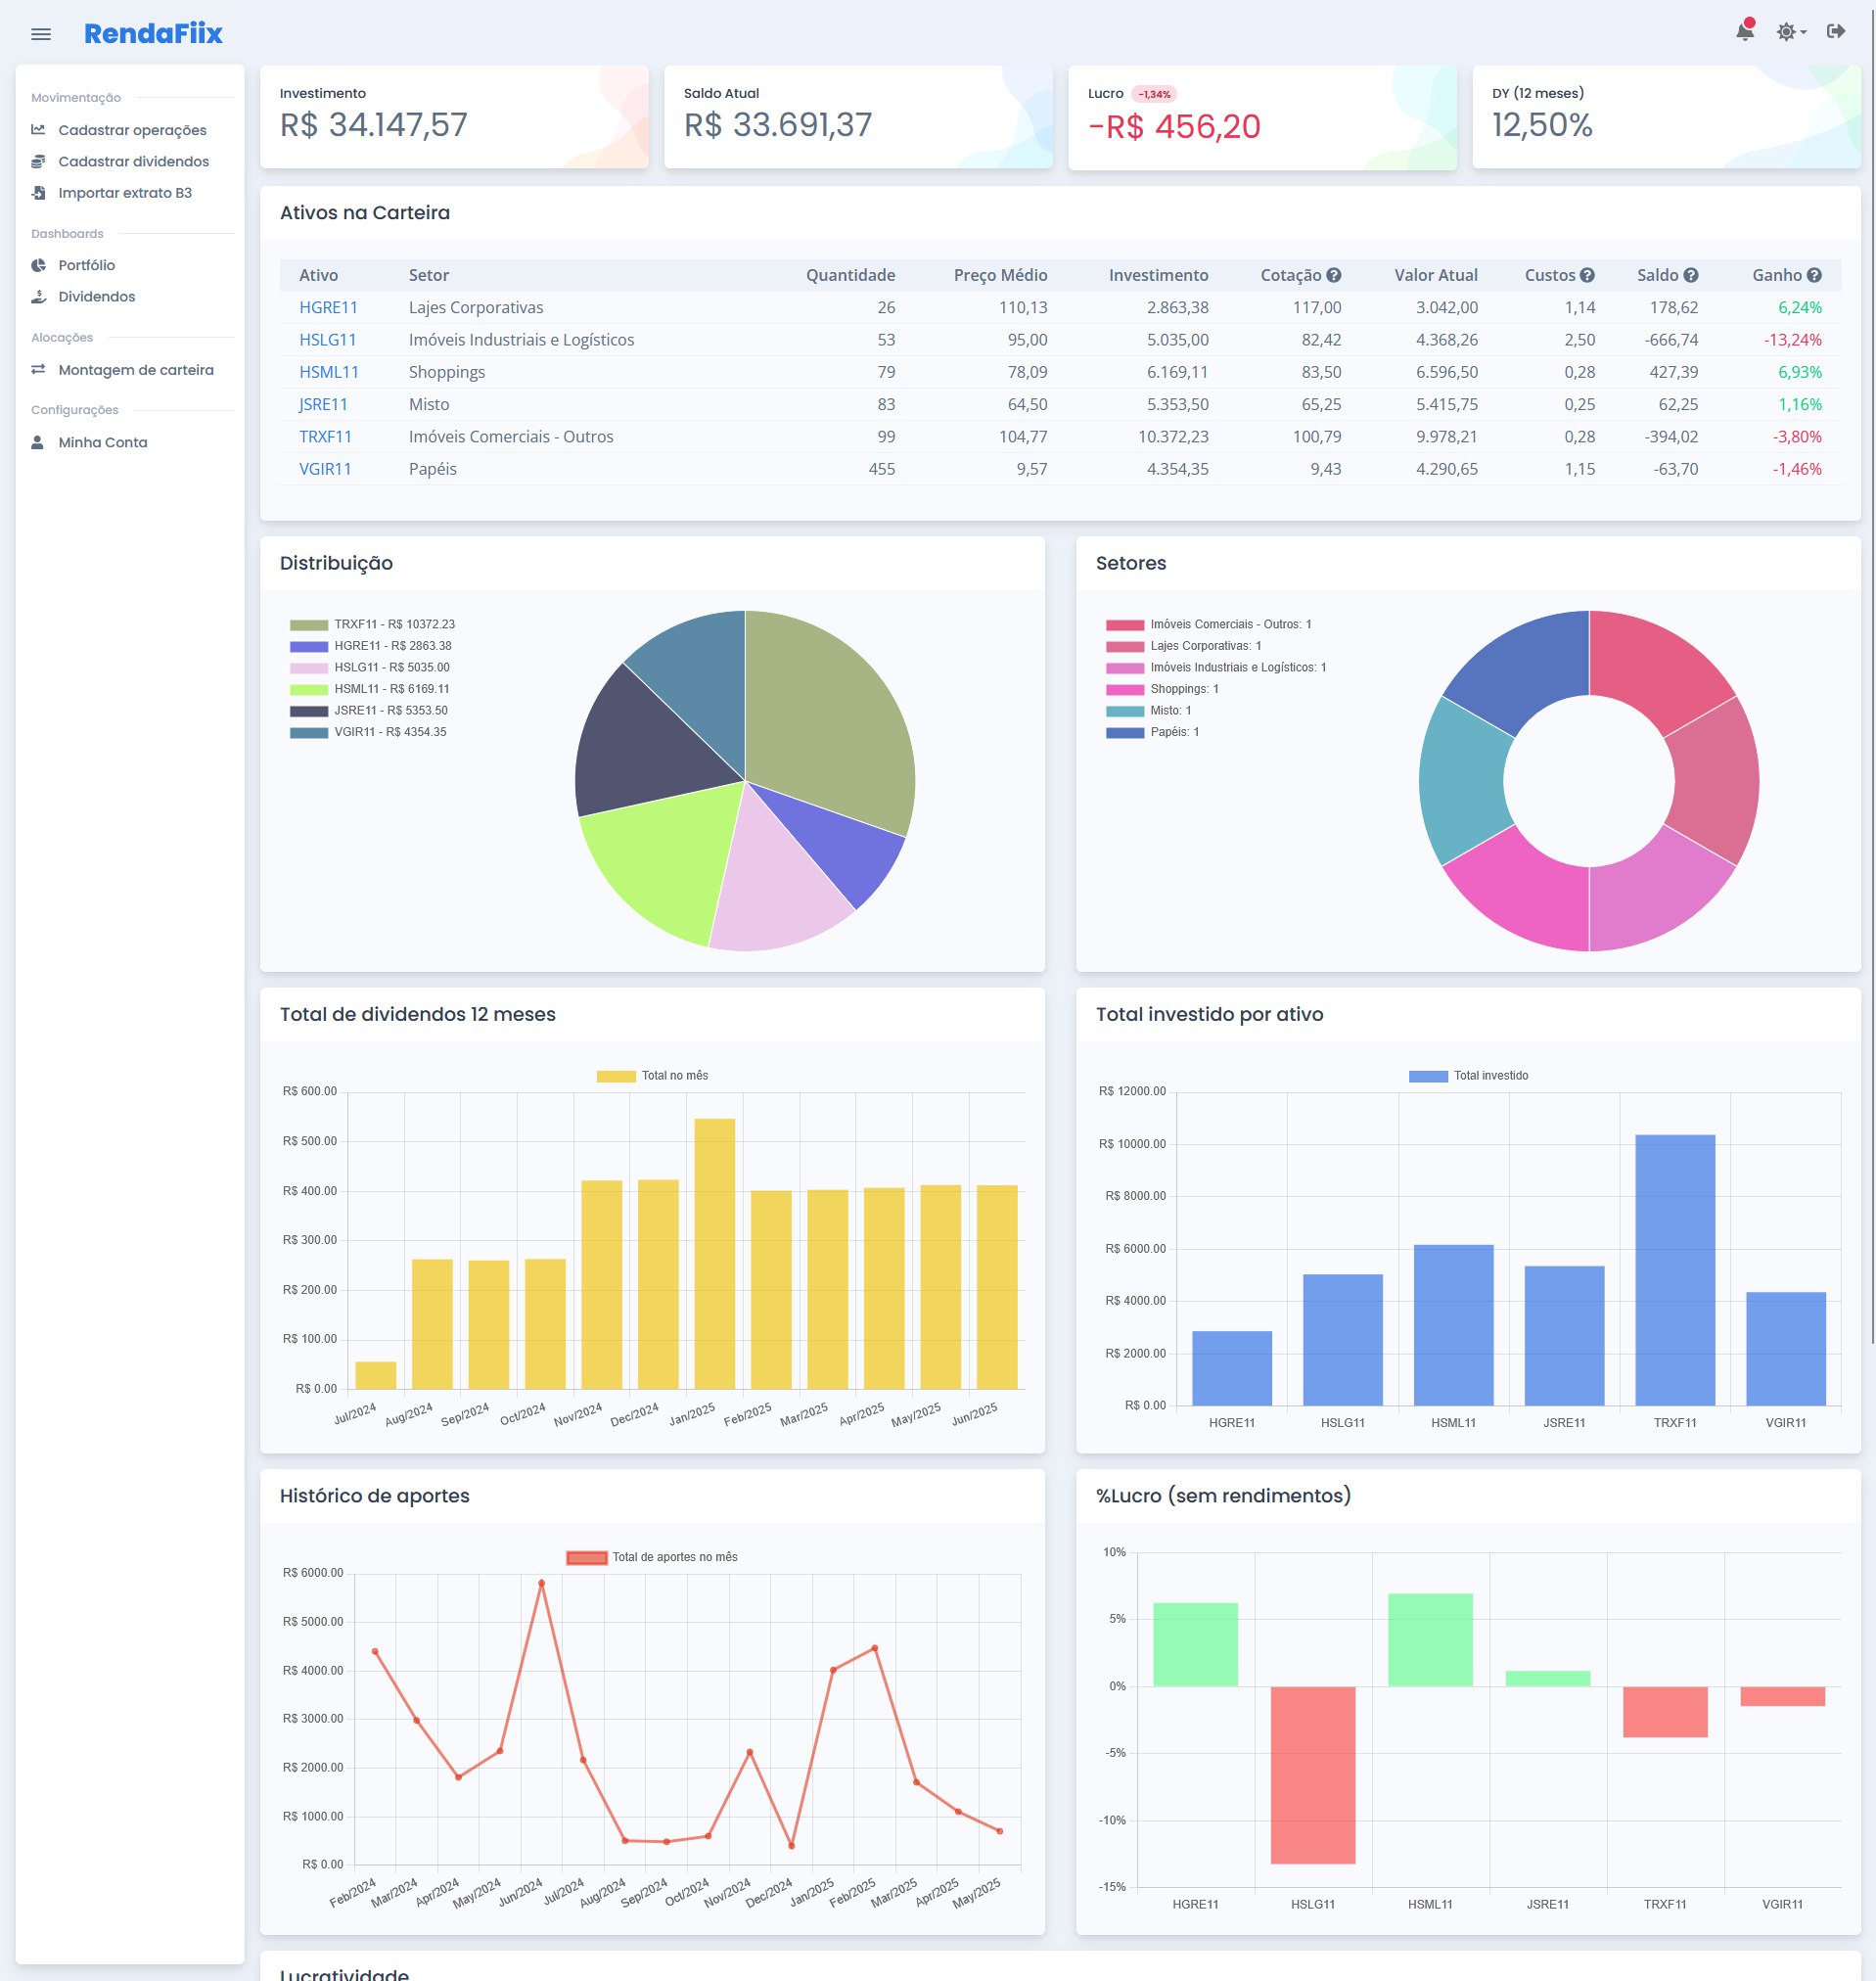 RendaFiix
Movimentação
Cadastrar operações
Cadastrar dividendos
Importar extrato B3
Dashboards
Portfólio
Dividendos
Alocações
Montagem de carteira
Configurações
Minha Conta
Investimento
R$ 34.147,57
Saldo Atual
R$ 33.691,37
Lucro -1,34%
-R$ 456,20
DY (12 meses)
12,50%
Ativos na Carteira
Ativo Setor Quantidade Preço Médio Investimento Cotação Valor Atual Custos Saldo Ganho
HGRE11 Lajes Corporativas 26 110,13 2.863,38 117,00 3.042,00 1,14 178,62 6,24%
HSLG11 Imóveis Industriais e Logísticos 53 95,00 5.035,00 82,42 4.368,26 2,50 -666,74 -13,24%
HSML11 Shoppings 79 78,09 6.169,11 83,50 6.596,50 0,28 427,39 6,93%
JSRE11 Misto 83 64,50 5.353,50 65,25 5.415,75 0,25 62,25 1,16%
TRXF11 Imóveis Comerciais - Outros 99 104,77 10.372,23 100,79 9.978,21 0,28 -394,02 -3,80%
VGIR11 Papéis 455 9,57 4.354,35 9,43 4.290,65 1,15 -63,70 -1,46%
Distribuição
TRXF11 - R$ 10372.23
HGRE11 - R$ 2863.38
HSLG11 - R$ 5035.00
HSML11 - R$ 6169.11
JSRE11 - R$ 5353.50
VGIR11 - R$ 4354.35
Setores
Imóveis Comerciais - Outros: 1
Lajes Corporativas: 1
Imóveis Industriais e Logísticos: 1
Shoppings: 1
Misto: 1
Papéis: 1
Total de dividendos 12 meses
Total no mês
R$ 600.00
R$ 500.00
R$ 400.00
R$ 300.00
R$ 200.00
R$ 100.00
R$ 0.00
Jul/2024 Aug/2024 Sep/2024 Oct/2024 Nov/2024 Dec/2024 Jan/2025 Feb/2025 Mar/2025 Apr/2025 May/2025 Jun/2025
Total investido por ativo
Total investido
R$ 12000.00
R$ 10000.00
R$ 8000.00
R$ 6000.00
R$ 4000.00
R$ 2000.00
R$ 0.00
HGRE11 HSLG11 HSML11 JSRE11 TRXF11 VGIR11
Histórico de aportes
Total de aportes no mês
R$ 6000.00
R$ 5000.00
R$ 4000.00
R$ 3000.00
R$ 2000.00
R$ 1000.00
R$ 0.00
Feb/2024 Mar/2024 Apr/2024 May/2024 Jun/2024 Jul/2024 Aug/2024 Sep/2024 Oct/2024 Nov/2024 Dec/2024 Jan/2025 Feb/2025 Mar/2025 Apr/2025 May/2025
%Lucro (sem rendimentos)
10%
5%
0%
-5%
-10%
-15%
HGRE11 HSLG11 HSML11 JSRE11 TRXF11 VGIR11
Lucratividade